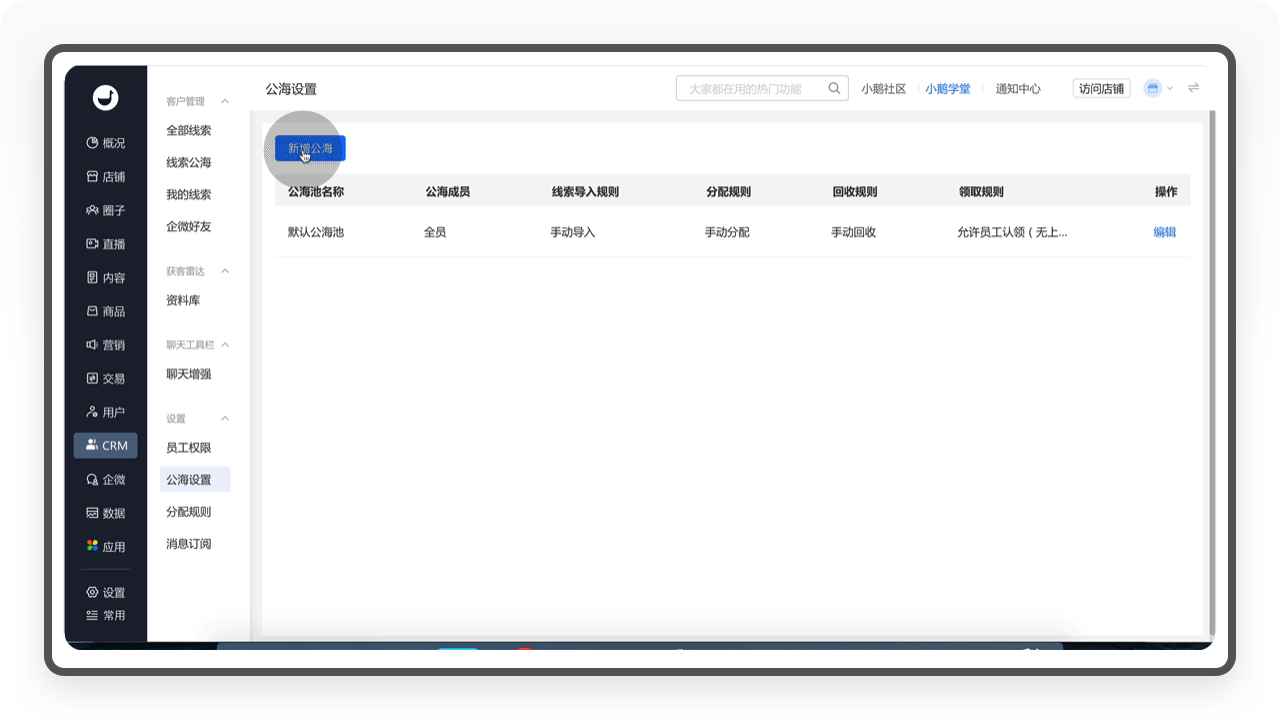 概况
店铺
圈子
直播
内容
商品
营销
交易
用户
CRM
企微
数据
应用
设置
常用
客户管理
全部线索
线索公海
我的线索
企微好友
获客雷达
资料库
聊天工具栏
聊天增强
设置
员工权限
公海设置
分配规则
消息订阅
公海设置
大家都在用的热门功能
小鹅社区
小鹅学堂
通知中心
访问店铺
新增公海
公海池名称 公海成员 线索导入规则 分配规则 回收规则 领取规则 操作
默认公海池 全员 手动导入 手动分配 手动回收 允许员工认领（无上... 编辑